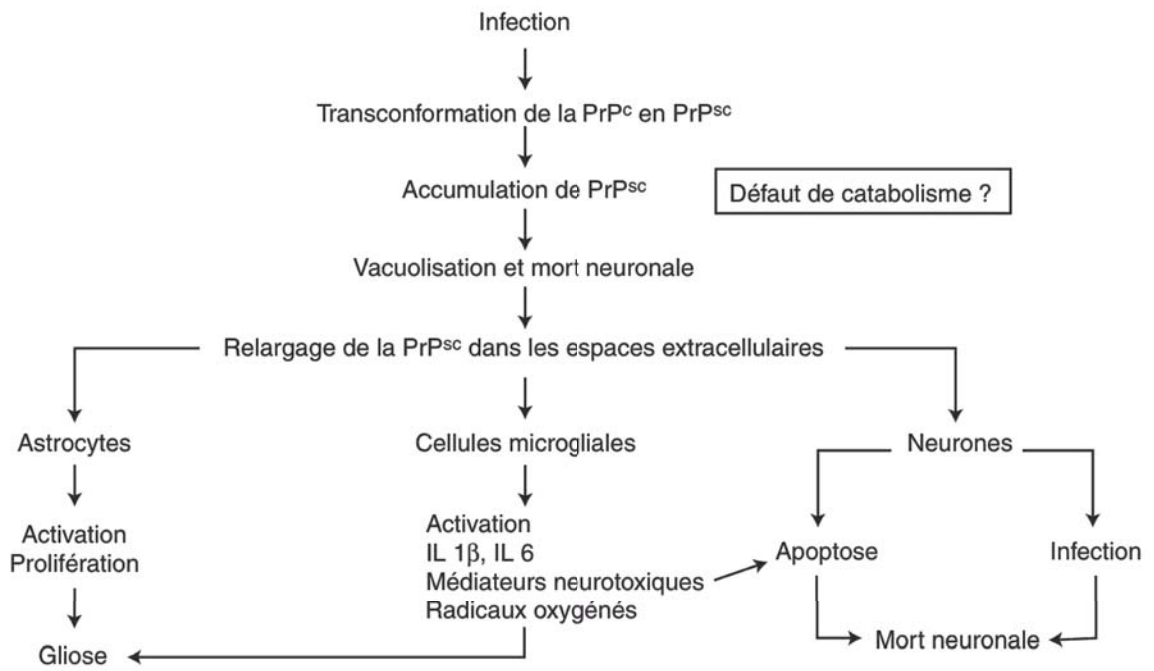 Infection
Transconformation de la PrPc en PrPsc
Accumulation de PrPsc
Défaut de catabolisme ?
Vacuolisation et mort neuronale
Relargage de la PrPsc dans les espaces extracellulaires
Astrocytes
Cellules microgliales
Neurones
Activation
Prolifération
Activation
IL 1β, IL 6
Médiateurs neurotoxiques
Radicaux oxygénés
Apoptose
Infection
Gliose
Mort neuronale